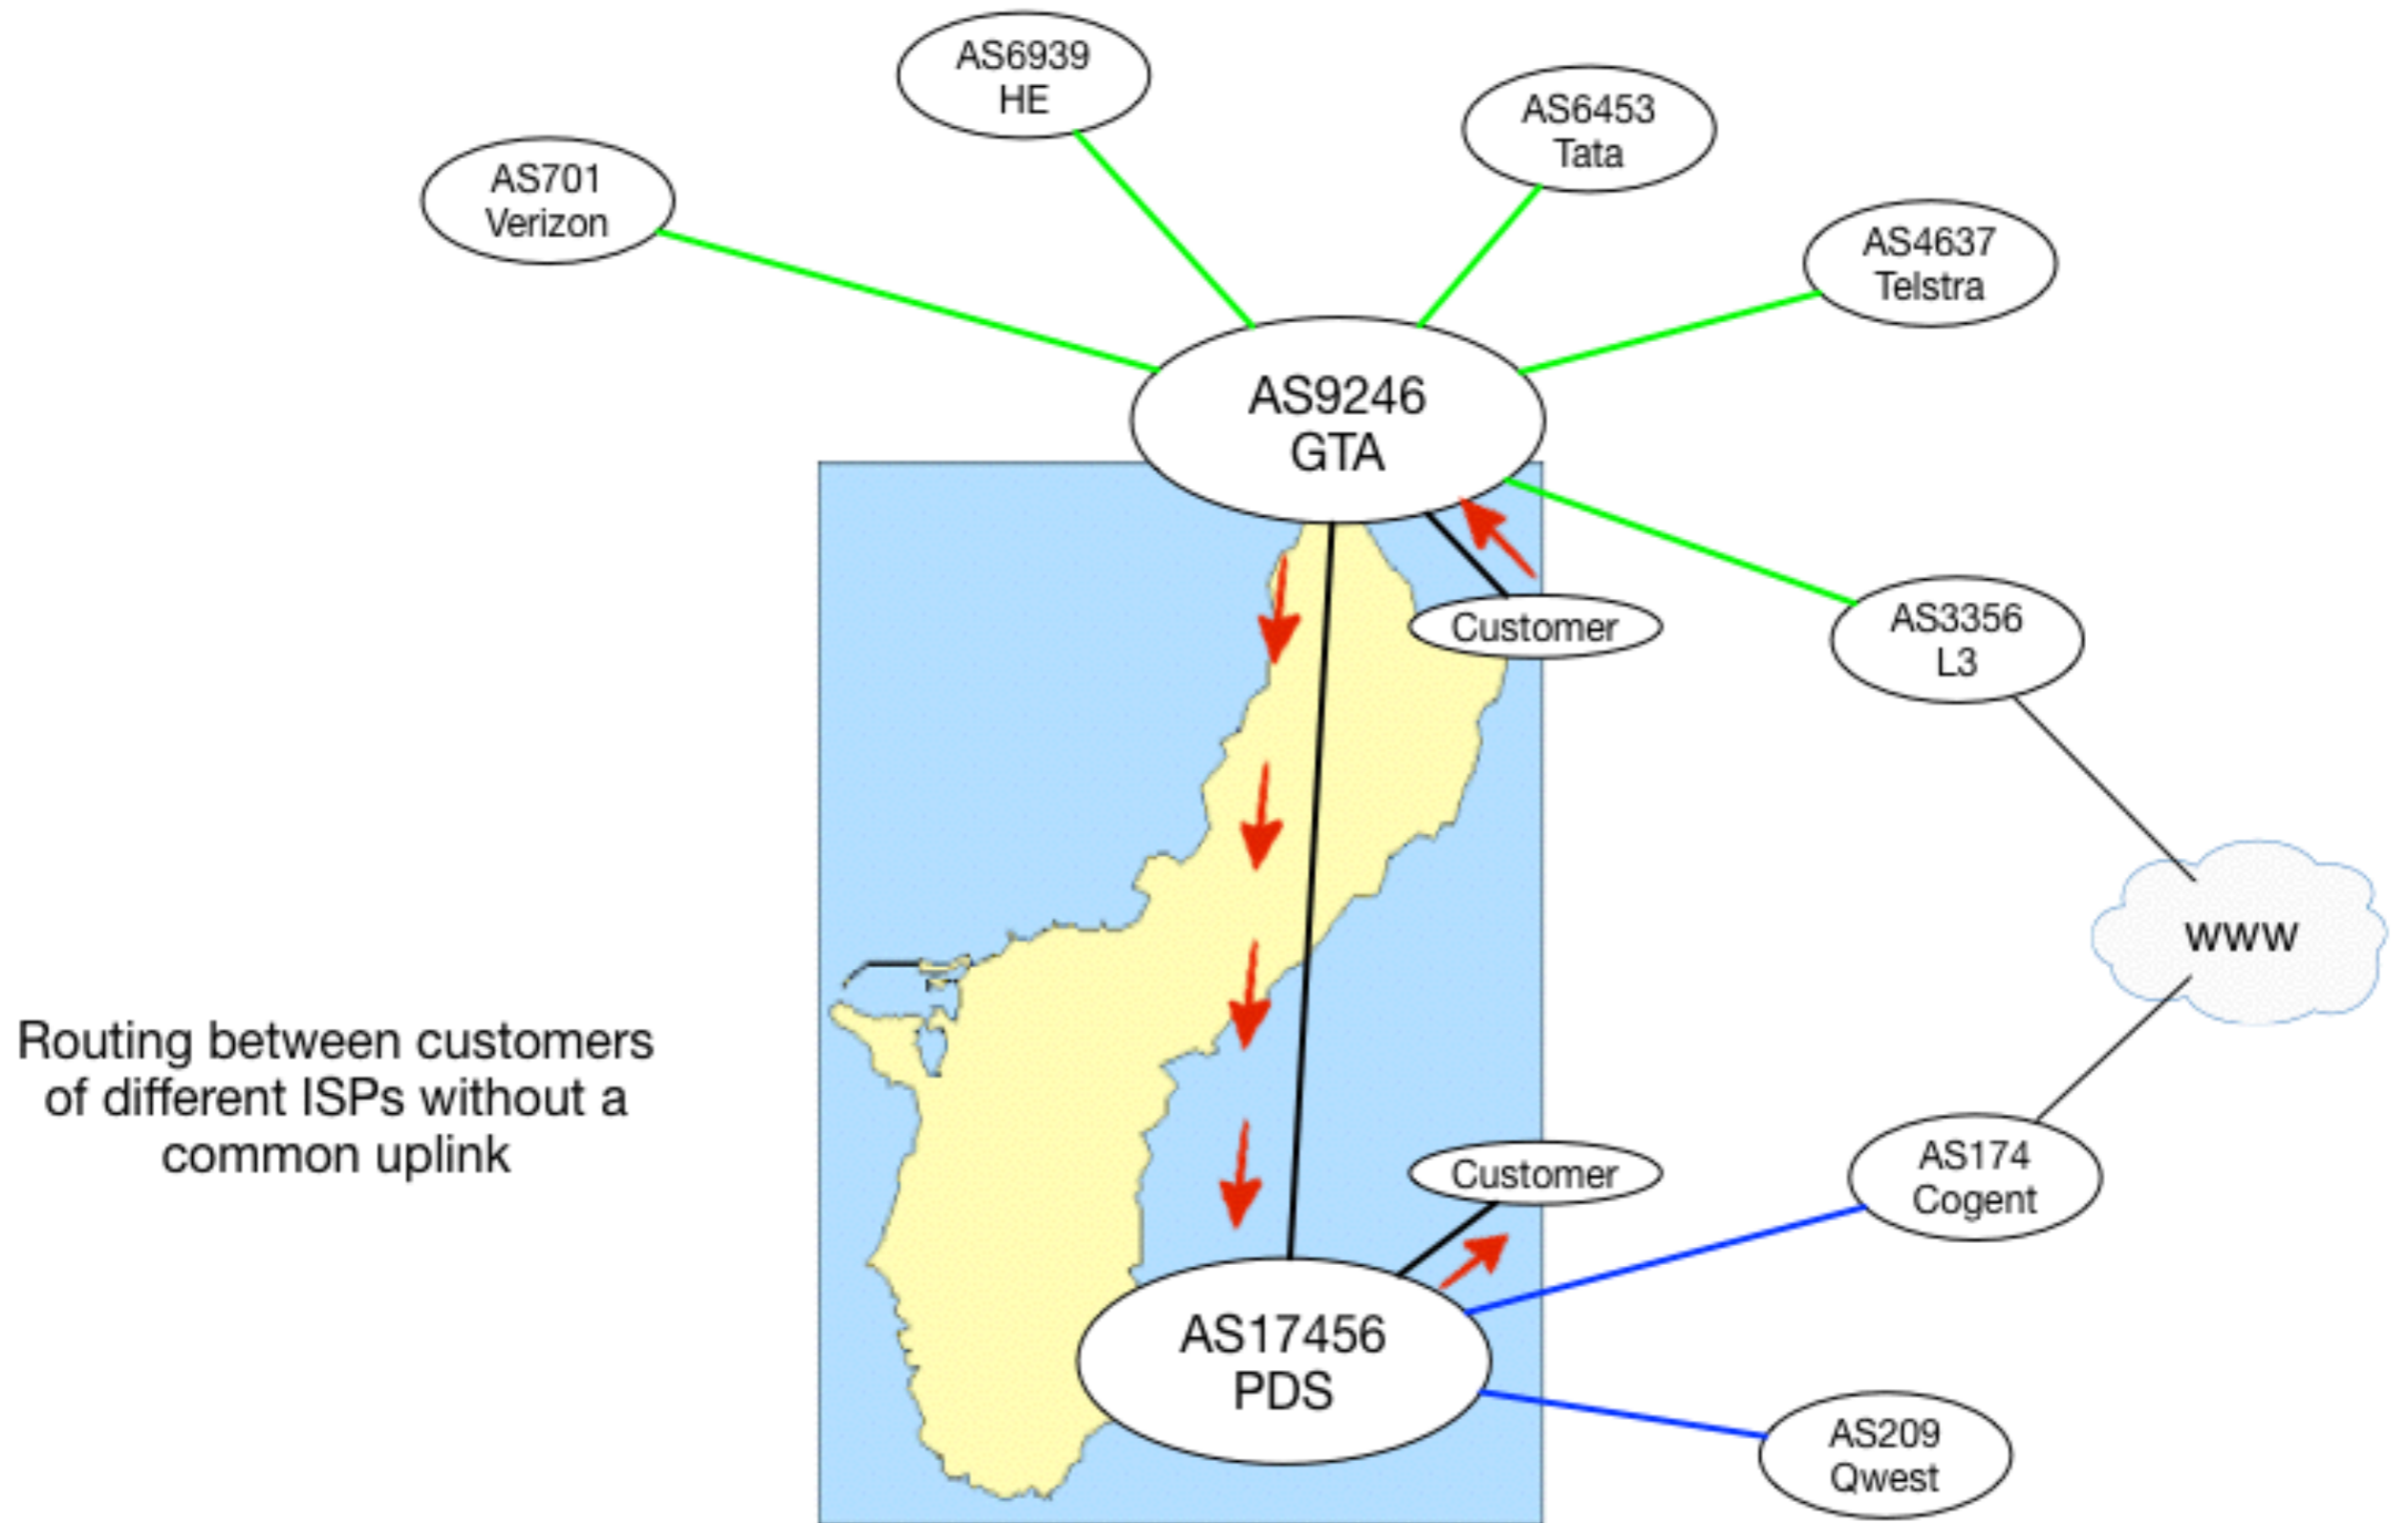 AS6939
HE
AS6453
Tata
AS701
Verizon
AS4637
Telstra
AS9246
GTA
Customer
AS3356
L3
www
Routing between customers
of different ISPs without a
common uplink
Customer
AS174
Cogent
AS17456
PDS
AS209
Qwest